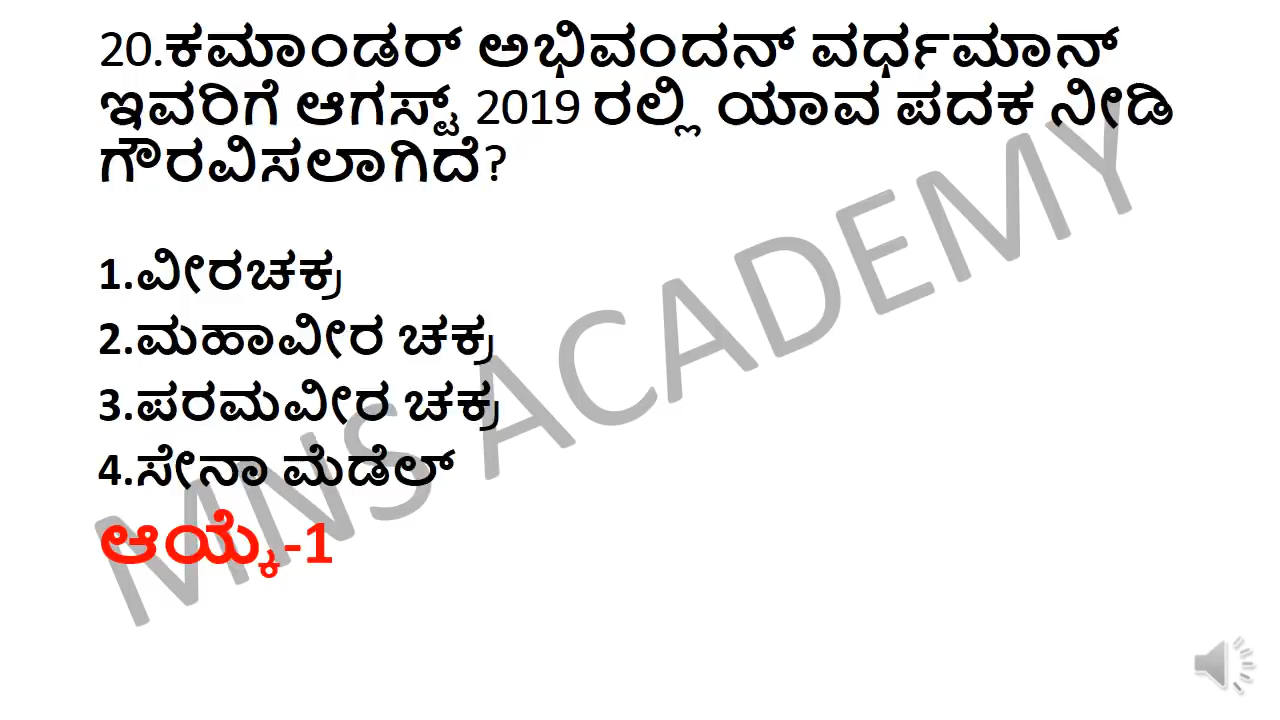 20.ಕಮಾಂಡರ್ ಅಭಿವಂದನ್ ವರ್ಧಮಾನ್
ಇವರಿಗೆ ಆಗಸ್ಟ್ 2019 ರಲ್ಲಿ ಯಾವ ಪದಕ ನೀಡಿ
ಗೌರವಿಸಲಾಗಿದೆ?
1.ವೀರಚಕ್ರ
2.ಮಹಾವೀರ ಚಕ್ರ
3.ಪರಮವೀರ ಚಕ್ರ
4.ಸೇನಾ ಮೆಡೆಲ್
ಆಯ್ಕೆ-1
MNS ACADEMY